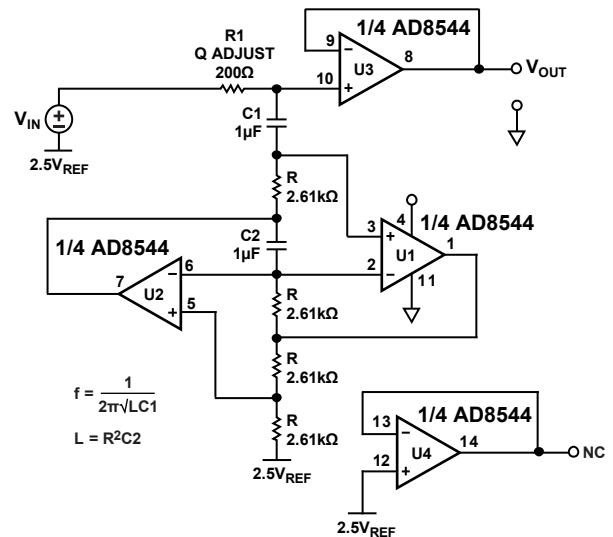 R1
Q ADJUST
200Ω
1/4 AD8544
9
−
8
U3
10
+
VOUT
VIN
2.5VREF
C1
1µF
R
2.61kΩ
1/4 AD8544
3
+
4
1
U1
2
−
11
C2
1µF
1/4 AD8544
7
6
−
U2
5
+
R
2.61kΩ
R
2.61kΩ
R
2.61kΩ
2.5VREF
f = 1
2π√LC1
L = R²C2
1/4 AD8544
13
−
14
U4
12
+
NC
2.5VREF